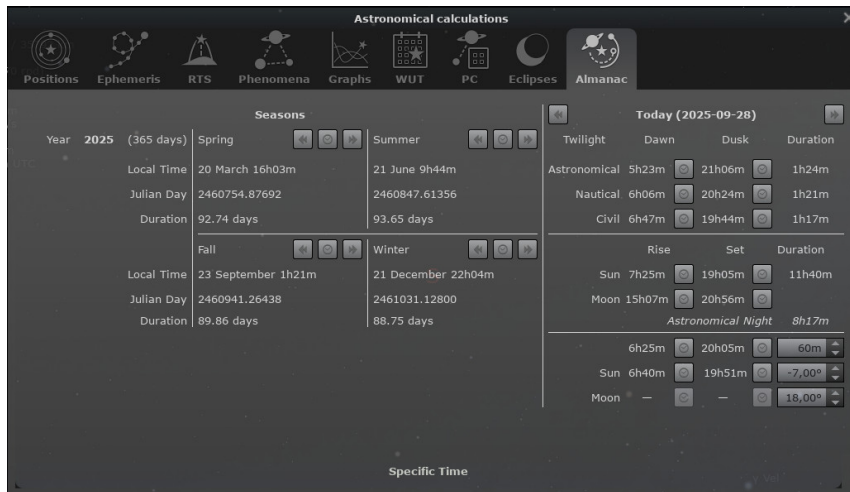 Astronomical calculations
Positions Ephemeris RTS Phenomena Graphs WUT PC Eclipses Almanac
Seasons
Year 2025 (365 days) Spring Summer
Local Time 20 March 16h03m 21 June 9h44m
Julian Day 2460754.87692 2460847.61356
Duration 92.74 days 93.65 days
Fall Winter
Local Time 23 September 1h21m 21 December 22h04m
Julian Day 2460941.26438 2461031.12800
Duration 89.86 days 88.75 days
Today (2025-09-28)
Twilight Dawn Dusk Duration
Astronomical 5h23m 21h06m 1h24m
Nautical 6h06m 20h24m 1h21m
Civil 6h47m 19h44m 1h17m
Rise Set Duration
Sun 7h25m 19h05m 11h40m
Moon 15h07m 20h56m
Astronomical Night 8h17m
6h25m 20h05m 60m
Sun 6h40m 19h51m -7,00°
Moon — — 18,00°
Specific Time